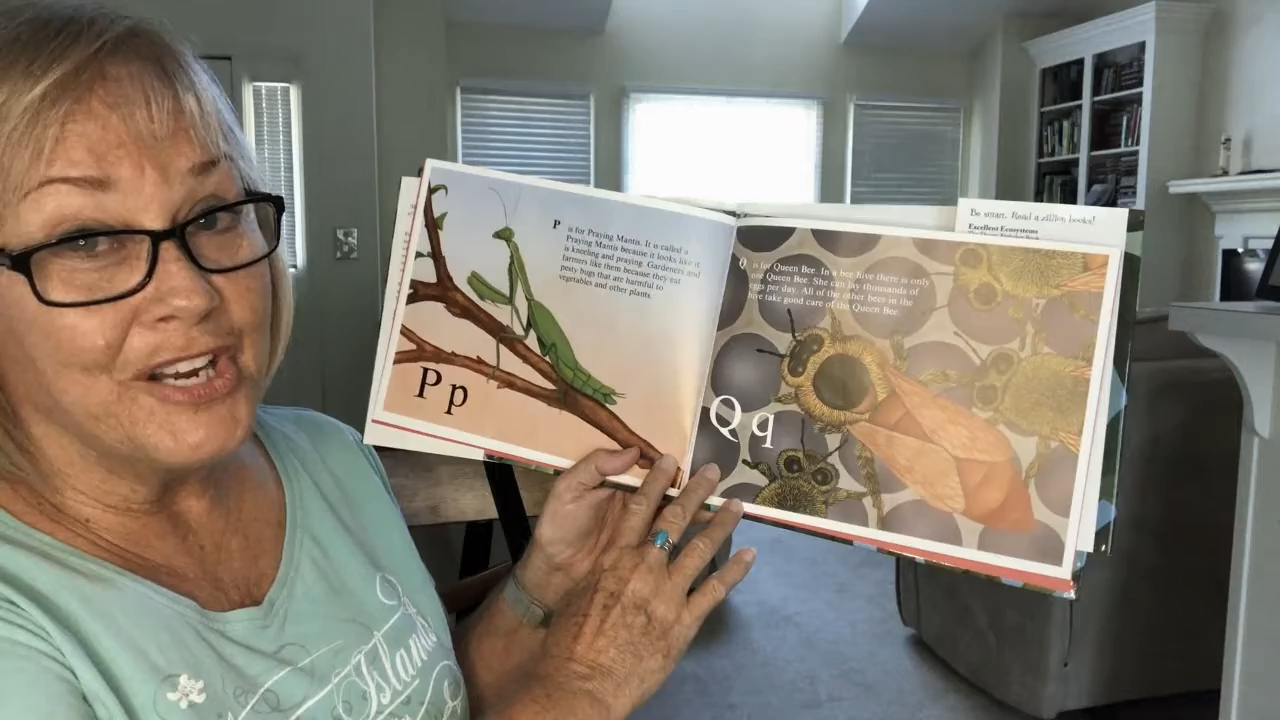 P is for Praying Mantis. It is called a
Praying Mantis because it looks like it
is kneeling and praying. Gardeners and
farmers like them because they eat
pesty bugs that are harmful to
vegetables and other plants.
P p
Be smart. Read a zillion books!
Excellent Ecosystems
Q is for Queen Bee. In a bee hive there is only
one Queen Bee. She can lay thousands of
eggs per day. All of the other bees in the
hive take good care of the Queen Bee.
Q q
Islands